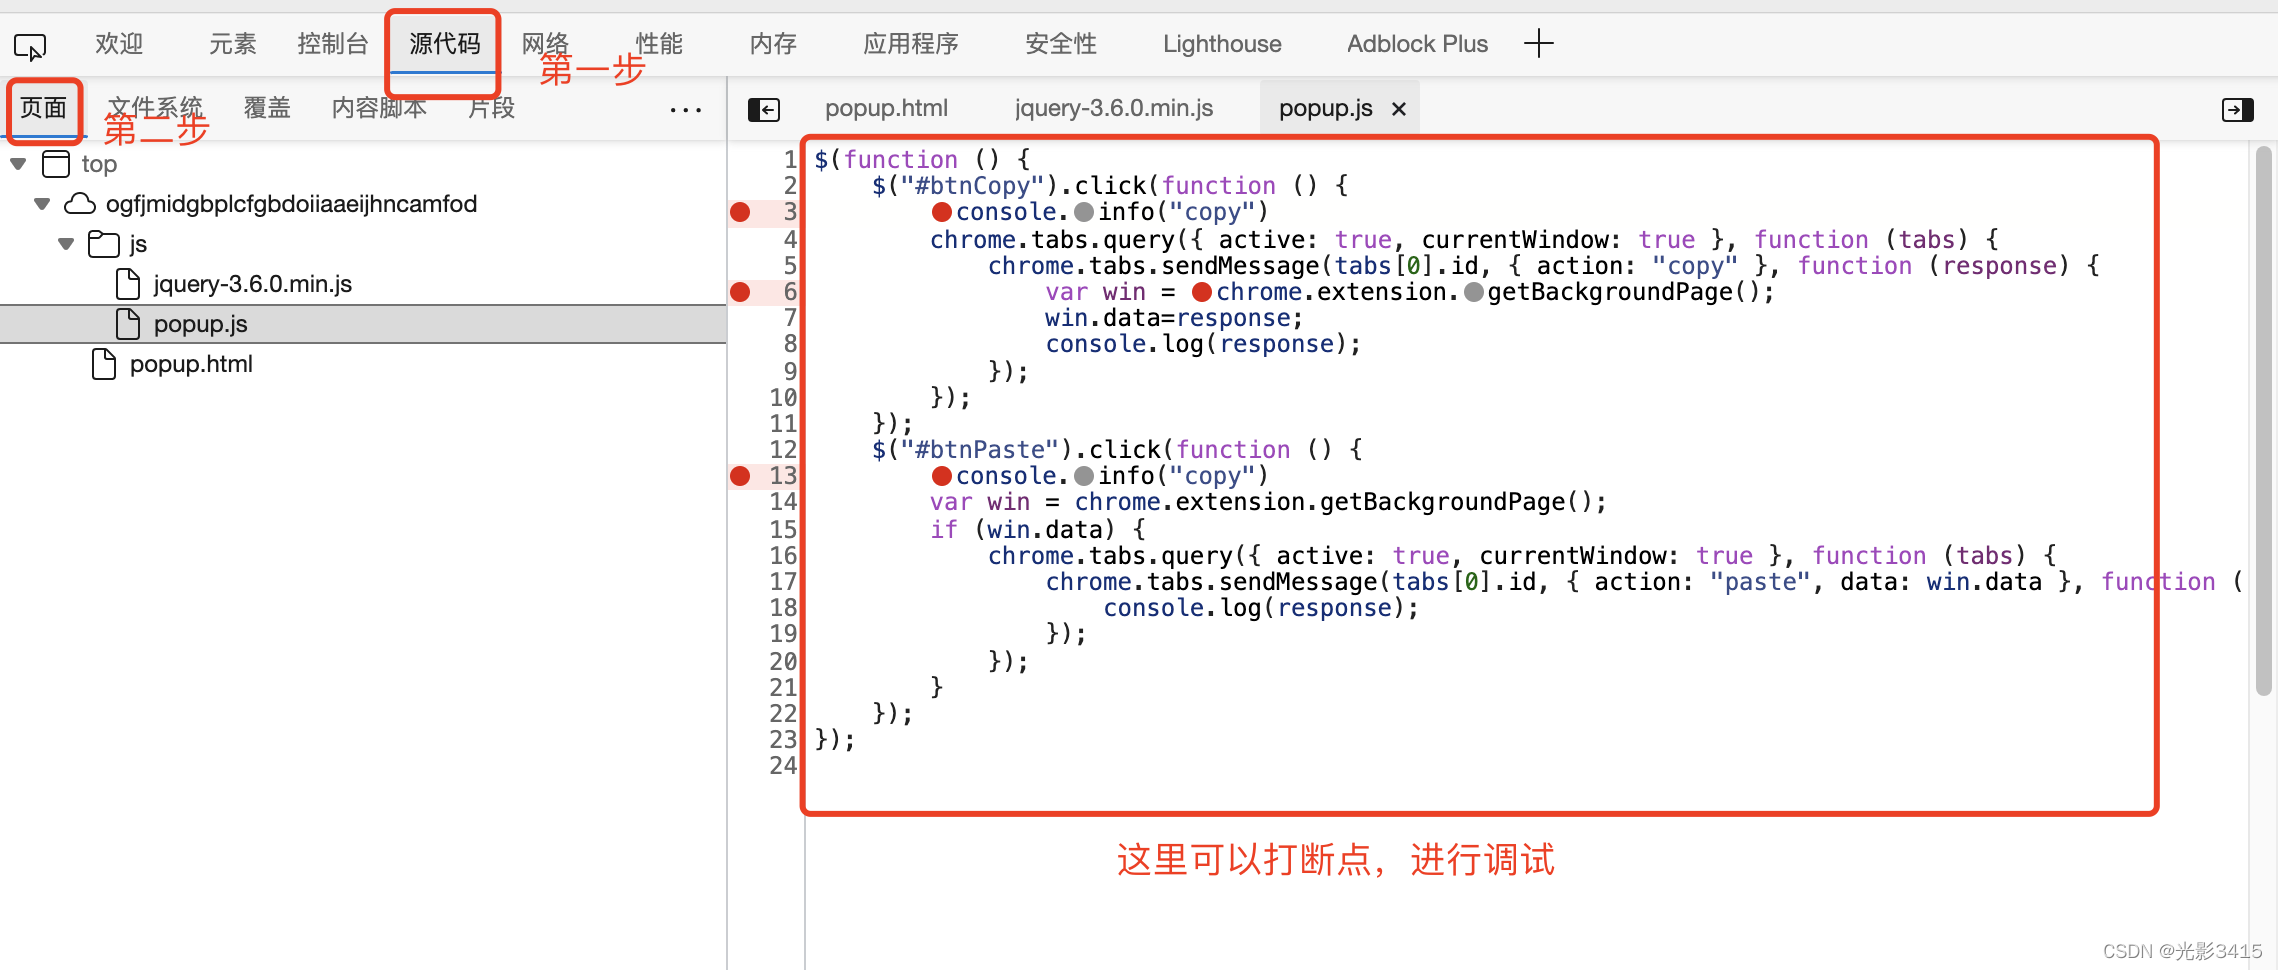 欢迎 元素 控制台 源代码 网络 性能 内存 应用程序 安全性 Lighthouse Adblock Plus
第一步
页面 文件系统 覆盖 内容脚本 片段 ... popup.html jquery-3.6.0.min.js popup.js ×
第二步
top
ogfjmidgbplcfgbdoiiaaeijhncamfod
js
jquery-3.6.0.min.js
popup.js
popup.html
1 $(function () {
2 $("#btnCopy").click(function () {
3 console.info("copy")
4 chrome.tabs.query({ active: true, currentWindow: true }, function (tabs) {
5 chrome.tabs.sendMessage(tabs[0].id, { action: "copy" }, function (response) {
6 var win = chrome.extension.getBackgroundPage();
7 win.data=response;
8 console.log(response);
9 });
10 });
11 });
12 $("#btnPaste").click(function () {
13 console.info("copy")
14 var win = chrome.extension.getBackgroundPage();
15 if (win.data) {
16 chrome.tabs.query({ active: true, currentWindow: true }, function (tabs) {
17 chrome.tabs.sendMessage(tabs[0].id, { action: "paste", data: win.data }, function (
18 console.log(response);
19 });
20 });
21 }
22 });
23 });
24
这里可以打断点，进行调试
CSDN @光影3415